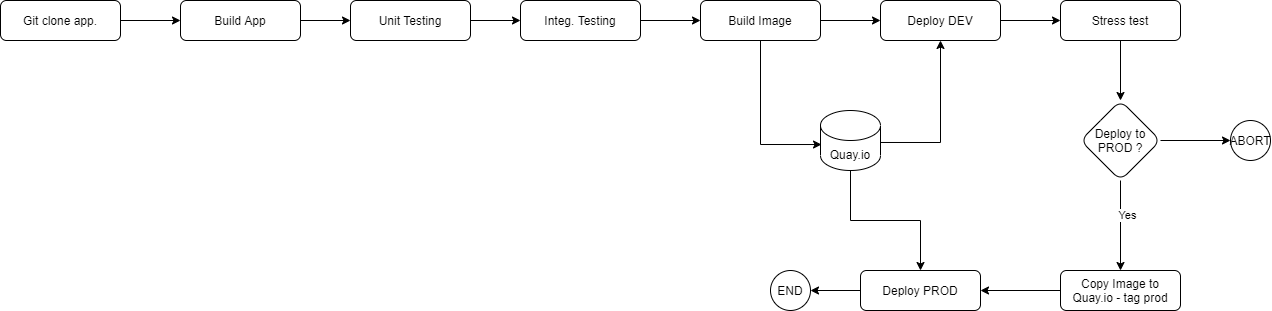 Git clone app.
Build App
Unit Testing
Integ. Testing
Build Image
Deploy DEV
Stress test
Quay.io
Deploy to
PROD ?
ABORT
Yes
END
Deploy PROD
Copy Image to
Quay.io - tag prod